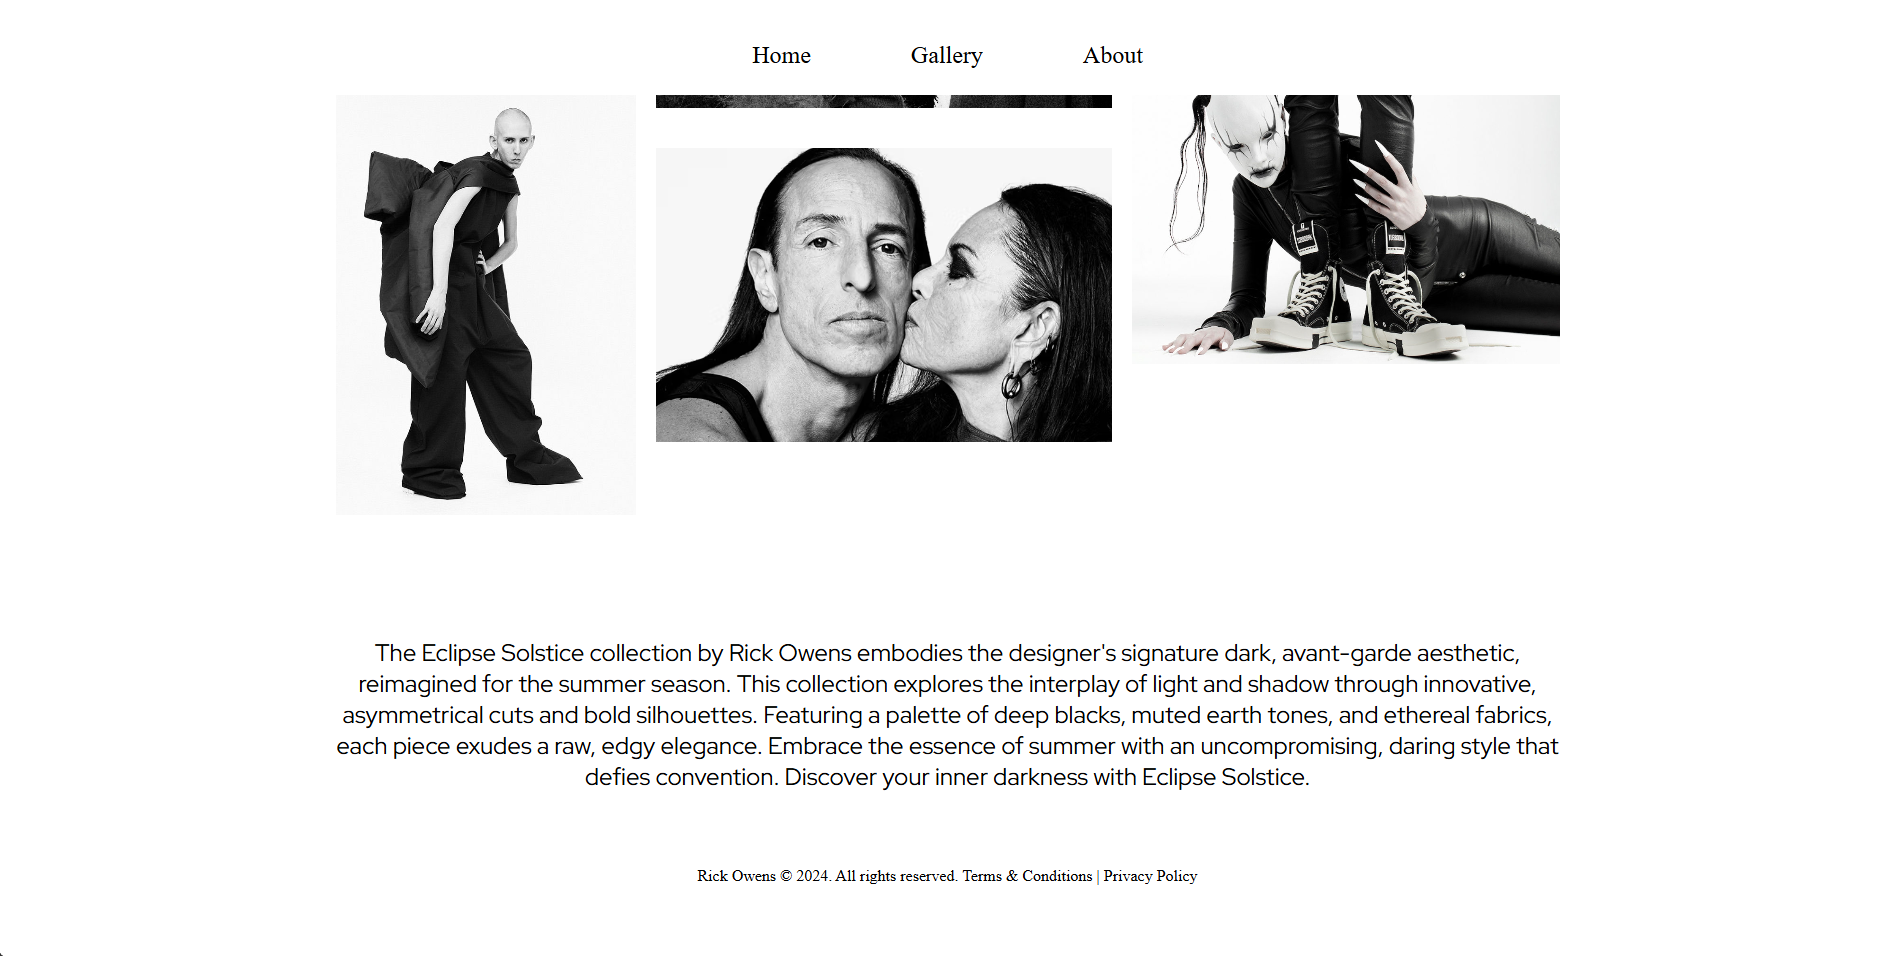 Home Gallery About
The Eclipse Solstice collection by Rick Owens embodies the designer's signature dark, avant-garde aesthetic,
reimagined for the summer season. This collection explores the interplay of light and shadow through innovative,
asymmetrical cuts and bold silhouettes. Featuring a palette of deep blacks, muted earth tones, and ethereal fabrics,
each piece exudes a raw, edgy elegance. Embrace the essence of summer with an uncompromising, daring style that
defies convention. Discover your inner darkness with Eclipse Solstice.
Rick Owens © 2024. All rights reserved. Terms & Conditions | Privacy Policy